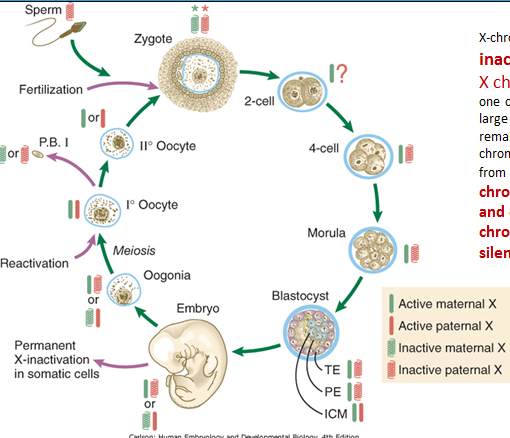 Sperm
Zygote
* *
Fertilization
2-cell
?
or
P.B. I
II° Oocyte
or
4-cell
I° Oocyte
Meiosis
Reactivation
Oogonia
or
Morula
Embryo
Blastocyst
Permanent
X-inactivation
in somatic cells
or
TE
PE
ICM
Active maternal X
Active paternal X
Inactive maternal X
Inactive paternal X
Carlson: Human Embryology and Developmental Biology, 4th Edition
X-chro
inac
X ch
one o
large
rema
chrom
from
chro
and
chro
silen